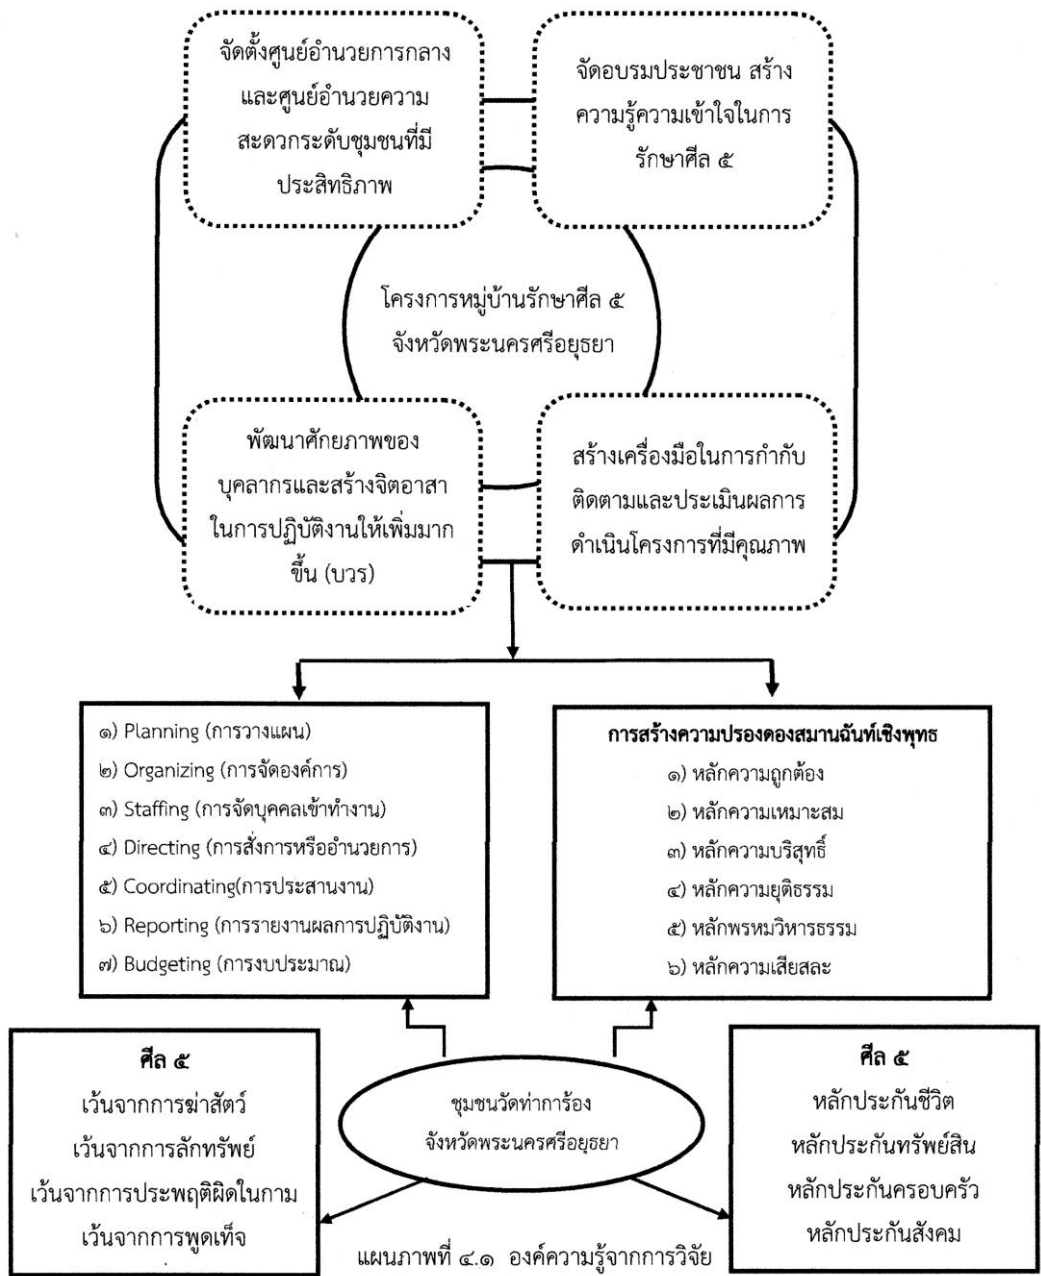 จัดตั้งศูนย์อำนวยการกลาง
และศูนย์อำนวยความ
สะดวกระดับชุมชนที่มี
ประสิทธิภาพ
จัดอบรมประชาชน สร้าง
ความรู้ความเข้าใจในการ
รักษาศีล ๕
โครงการหมู่บ้านรักษาศีล ๕
จังหวัดพระนครศรีอยุธยา
พัฒนาศักยภาพของ
บุคลากรและสร้างจิตอาสา
ในการปฏิบัติงานให้เพิ่มมาก
ขึ้น (บวร)
สร้างเครื่องมือในการกำกับ
ติดตามและประเมินผลการ
ดำเนินโครงการที่มีคุณภาพ
๑) Planning (การวางแผน)
๒) Organizing (การจัดองค์การ)
๓) Staffing (การจัดบุคคลเข้าทำงาน)
๔) Directing (การสั่งการหรืออำนวยการ)
๕) Coordinating(การประสานงาน)
๖) Reporting (การรายงานผลการปฏิบัติงาน)
๗) Budgeting (การงบประมาณ)
การสร้างความปรองดองสมานฉันท์เชิงพุทธ
๑) หลักความถูกต้อง
๒) หลักความเหมาะสม
๓) หลักความบริสุทธิ์
๔) หลักความยุติธรรม
๕) หลักพรหมวิหารธรรม
๖) หลักความเสียสละ
ศีล ๕
เว้นจากการฆ่าสัตว์
เว้นจากการลักทรัพย์
เว้นจากการประพฤติผิดในกาม
เว้นจากการพูดเท็จ
ชุมชนวัดท่าการ้อง
จังหวัดพระนครศรีอยุธยา
ศีล ๕
หลักประกันชีวิต
หลักประกันทรัพย์สิน
หลักประกันครอบครัว
หลักประกันสังคม
แผนภาพที่ ๔.๑ องค์ความรู้จากการวิจัย